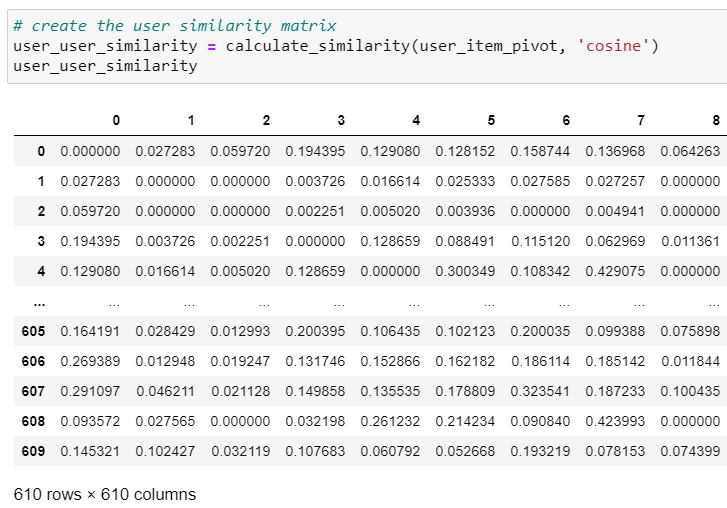 # create the user similarity matrix
user_user_similarity = calculate_similarity(user_item_pivot, 'cosine')
user_user_similarity
0 1 2 3 4 5 6 7 8
0 0.000000 0.027283 0.059720 0.194395 0.129080 0.128152 0.158744 0.136968 0.064263
1 0.027283 0.000000 0.000000 0.003726 0.016614 0.025333 0.027585 0.027257 0.000000
2 0.059720 0.000000 0.000000 0.002251 0.005020 0.003936 0.000000 0.004941 0.000000
3 0.194395 0.003726 0.002251 0.000000 0.128659 0.088491 0.115120 0.062969 0.011361
4 0.129080 0.016614 0.005020 0.128659 0.000000 0.300349 0.108342 0.429075 0.000000
... ... ... ... ... ... ... ... ... ...
605 0.164191 0.028429 0.012993 0.200395 0.106435 0.102123 0.200035 0.099388 0.075898
606 0.269389 0.012948 0.019247 0.131746 0.152866 0.162182 0.186114 0.185142 0.011844
607 0.291097 0.046211 0.021128 0.149858 0.135535 0.178809 0.323541 0.187233 0.100435
608 0.093572 0.027565 0.000000 0.032198 0.261232 0.214234 0.090840 0.423993 0.000000
609 0.145321 0.102427 0.032119 0.107683 0.060792 0.052668 0.193219 0.078153 0.074399
610 rows × 610 columns